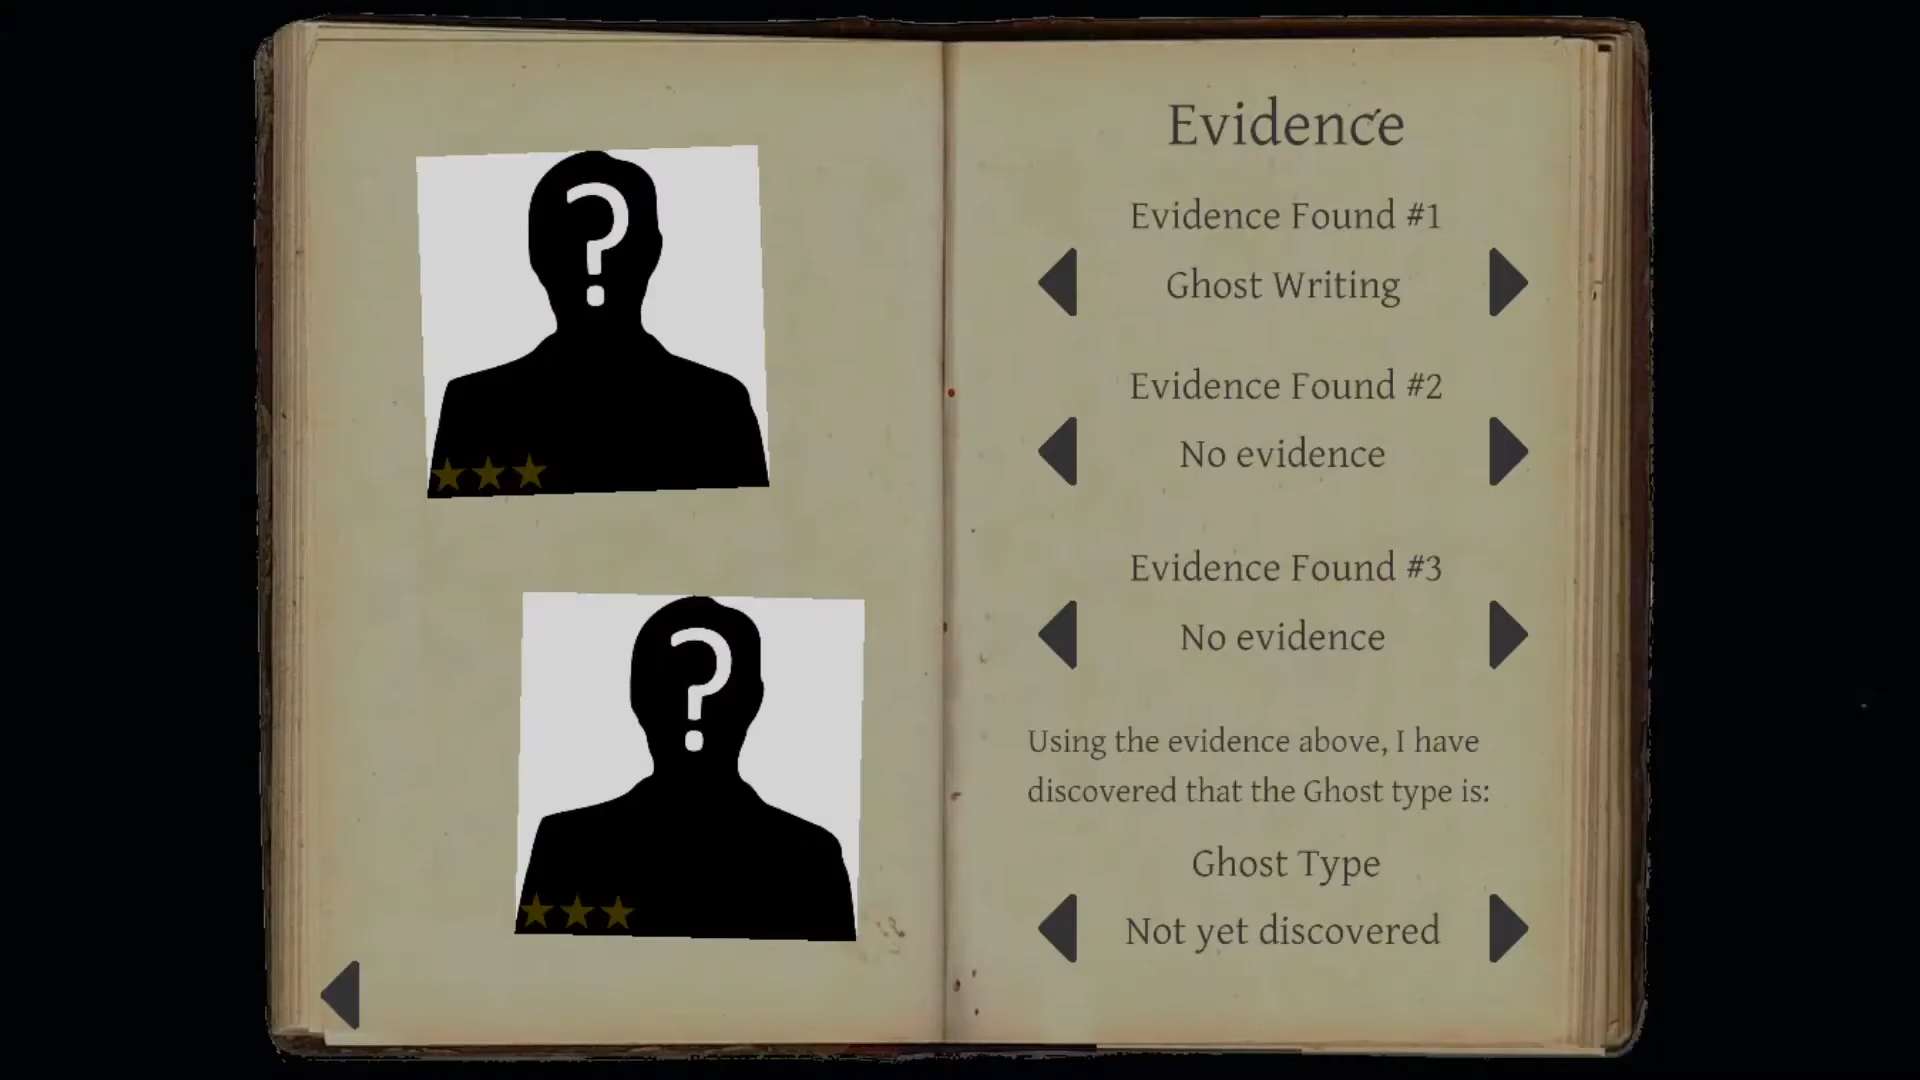 ?
?
Evidence
Evidence Found #1
Ghost Writing
Evidence Found #2
No evidence
Evidence Found #3
No evidence
Using the evidence above, I have
discovered that the Ghost type is:
Ghost Type
Not yet discovered